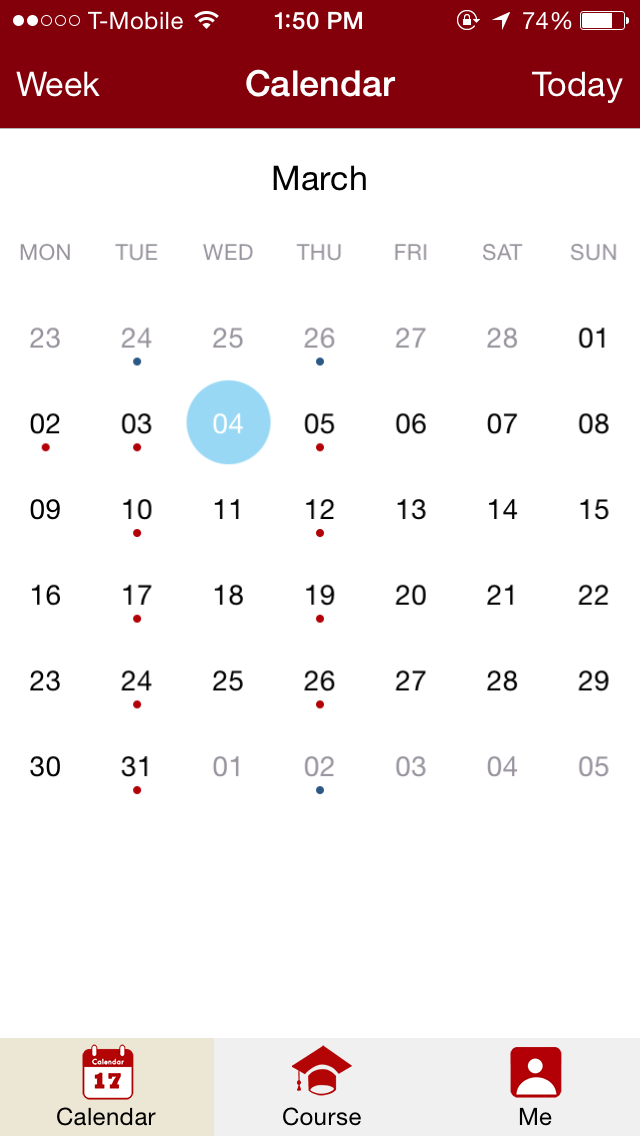 T-Mobile 1:50 PM 74%
Week Calendar Today
March
MON TUE WED THU FRI SAT SUN
23 24 25 26 27 28 01
02 03 04 05 06 07 08
09 10 11 12 13 14 15
16 17 18 19 20 21 22
23 24 25 26 27 28 29
30 31 01 02 03 04 05
Calendar
17
Calendar Course Me